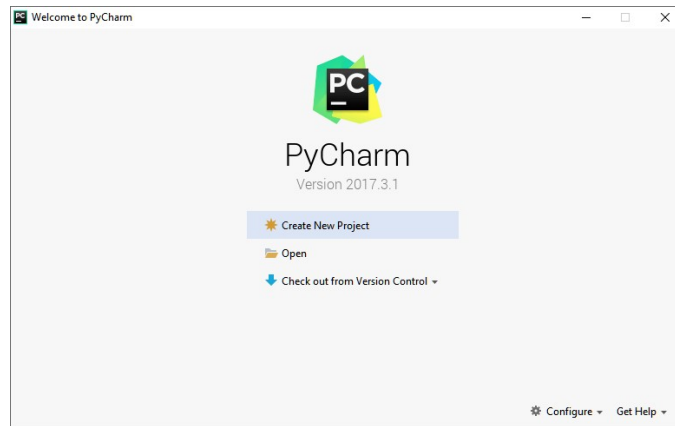 Welcome to PyCharm
PC
PyCharm
Version 2017.3.1
Create New Project
Open
Check out from Version Control
Configure Get Help